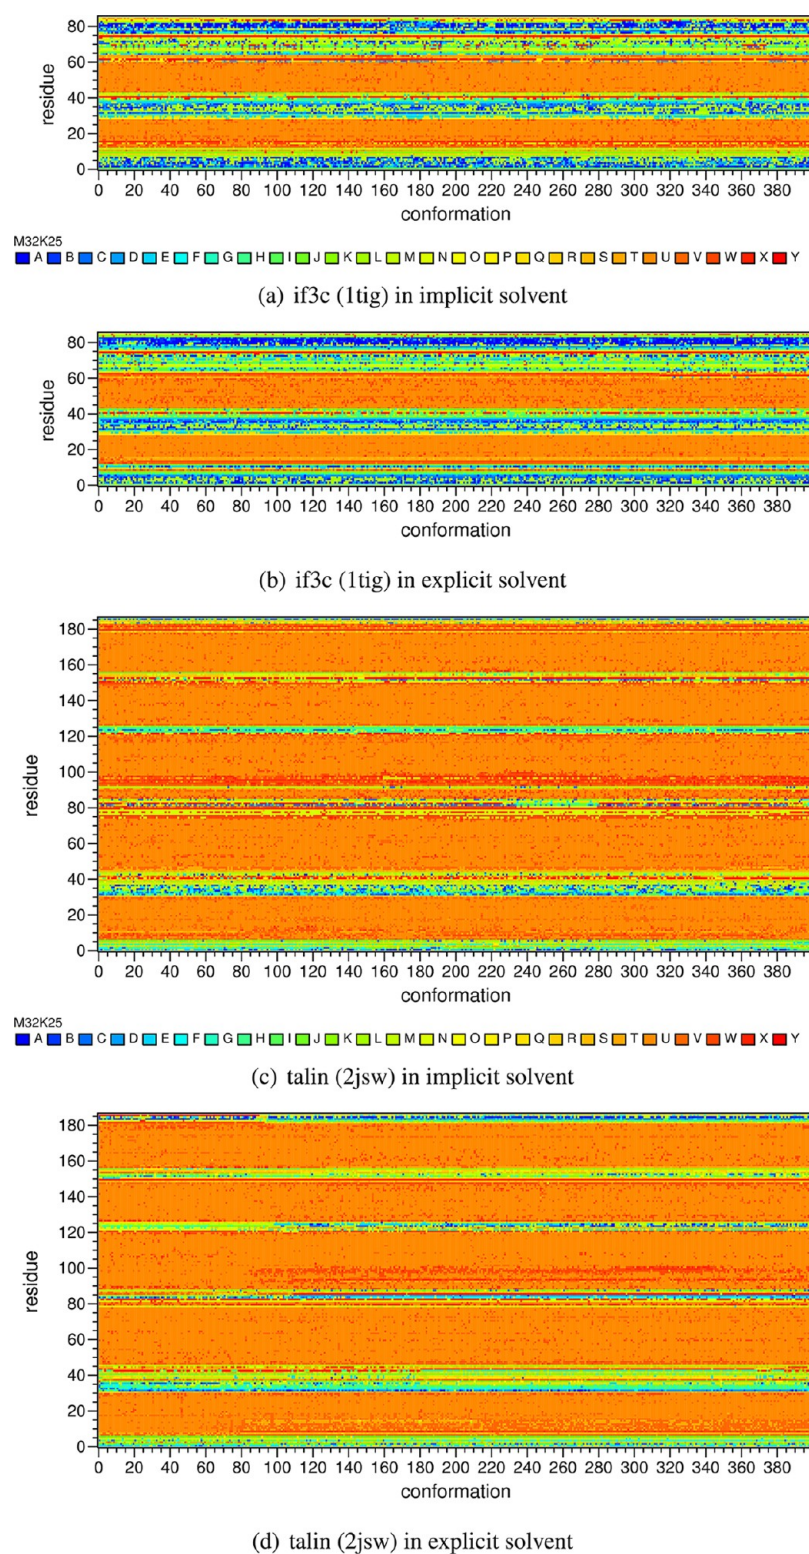 80
60
40
20
0
residue
0 20 40 60 80 100 120 140 160 180 200 220 240 260 280 300 320 340 360 380
conformation
M32K25
A B C D E F G H I J K L M N O P Q R S T U V W X Y
(a) if3c (1tig) in implicit solvent
80
60
40
20
0
residue
0 20 40 60 80 100 120 140 160 180 200 220 240 260 280 300 320 340 360 380
conformation
(b) if3c (1tig) in explicit solvent
180
160
140
120
100
80
60
40
20
0
residue
0 20 40 60 80 100 120 140 160 180 200 220 240 260 280 300 320 340 360 380
conformation
M32K25
A B C D E F G H I J K L M N O P Q R S T U V W X Y
(c) talin (2jsw) in implicit solvent
180
160
140
120
100
80
60
40
20
0
residue
0 20 40 60 80 100 120 140 160 180 200 220 240 260 280 300 320 340 360 380
conformation
(d) talin (2jsw) in explicit solvent